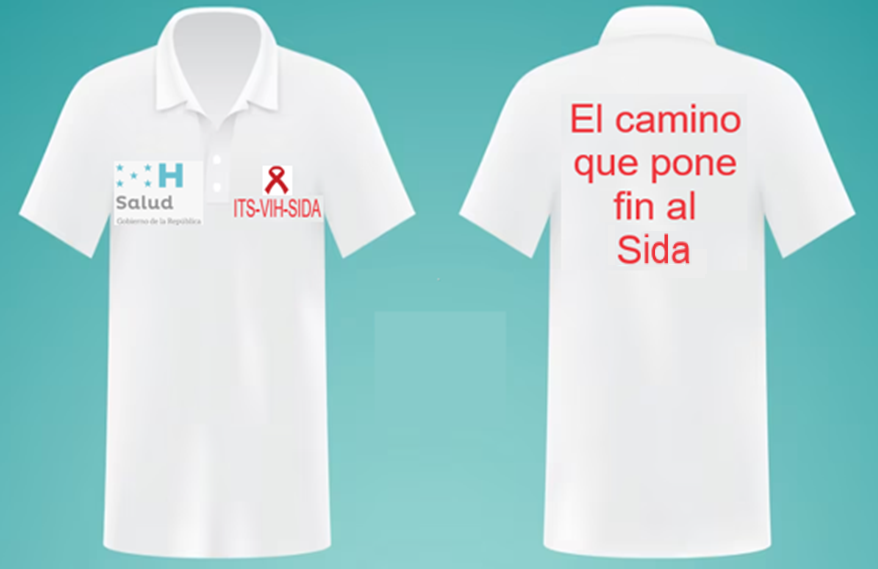 H
Salud
Gobierno de la República
ITS-VIH-SIDA
El camino
que pone
fin al
Sida